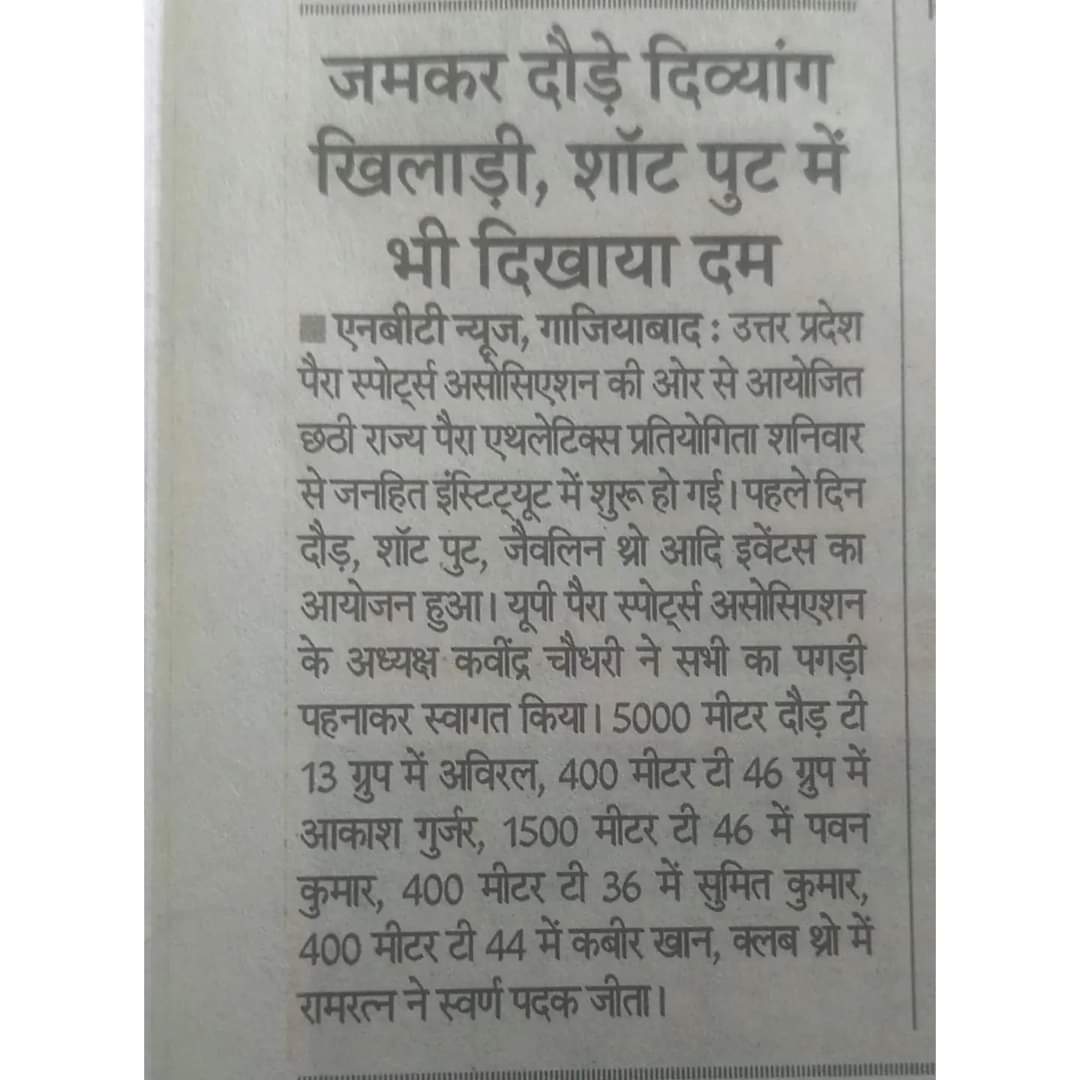 जमकर दौड़े दिव्यांग
खिलाड़ी, शॉट पुट में
भी दिखाया दम
एनबीटी न्यूज, गाजियाबाद : उत्तर प्रदेश
पैरा स्पोर्ट्स असोसिएशन की ओर से आयोजित
छठी राज्य पैरा एथलेटिक्स प्रतियोगिता शनिवार
से जनहित इंस्टिट्यूट में शुरू हो गई। पहले दिन
दौड़, शॉट पुट, जैवलिन थ्रो आदि इवेंटस का
आयोजन हुआ। यूपी पैरा स्पोर्ट्स असोसिएशन
के अध्यक्ष कवींद्र चौधरी ने सभी का पगड़ी
पहनाकर स्वागत किया। 5000 मीटर दौड़ टी
13 ग्रुप में अविरल, 400 मीटर टी 46 ग्रुप में
आकाश गुर्जर, 1500 मीटर टी 46 में पवन
कुमार, 400 मीटर टी 36 में सुमित कुमार,
400 मीटर टी 44 में कबीर खान, क्लब थ्रो में
रामरत्न ने स्वर्ण पदक जीता।